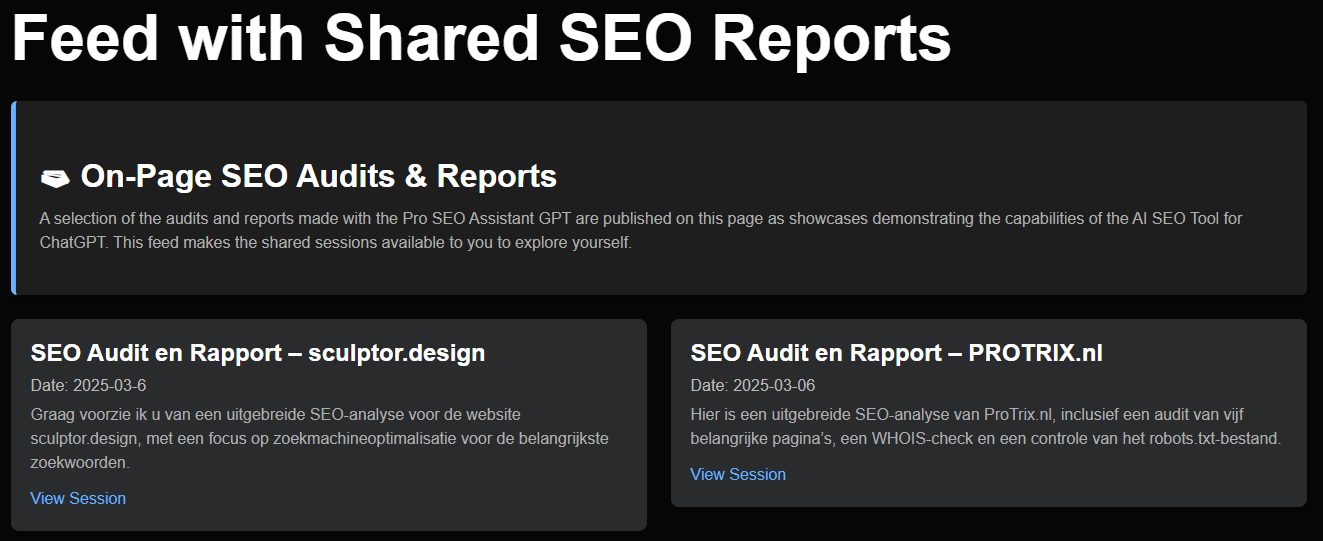 Feed with Shared SEO Reports
On-Page SEO Audits & Reports
A selection of the audits and reports made with the Pro SEO Assistant GPT are published on this page as showcases demonstrating the capabilities of the AI SEO Tool for
ChatGPT. This feed makes the shared sessions available to you to explore yourself.
SEO Audit en Rapport – sculptor.design
Date: 2025-03-6
Graag voorzie ik u van een uitgebreide SEO-analyse voor de website
sculptor.design, met een focus op zoekmachineoptimalisatie voor de belangrijkste
zoekwoorden.
View Session
SEO Audit en Rapport – PROTRIX.nl
Date: 2025-03-06
Hier is een uitgebreide SEO-analyse van ProTrix.nl, inclusief een audit van vijf
belangrijke pagina’s, een WHOIS-check en een controle van het robots.txt-bestand.
View Session